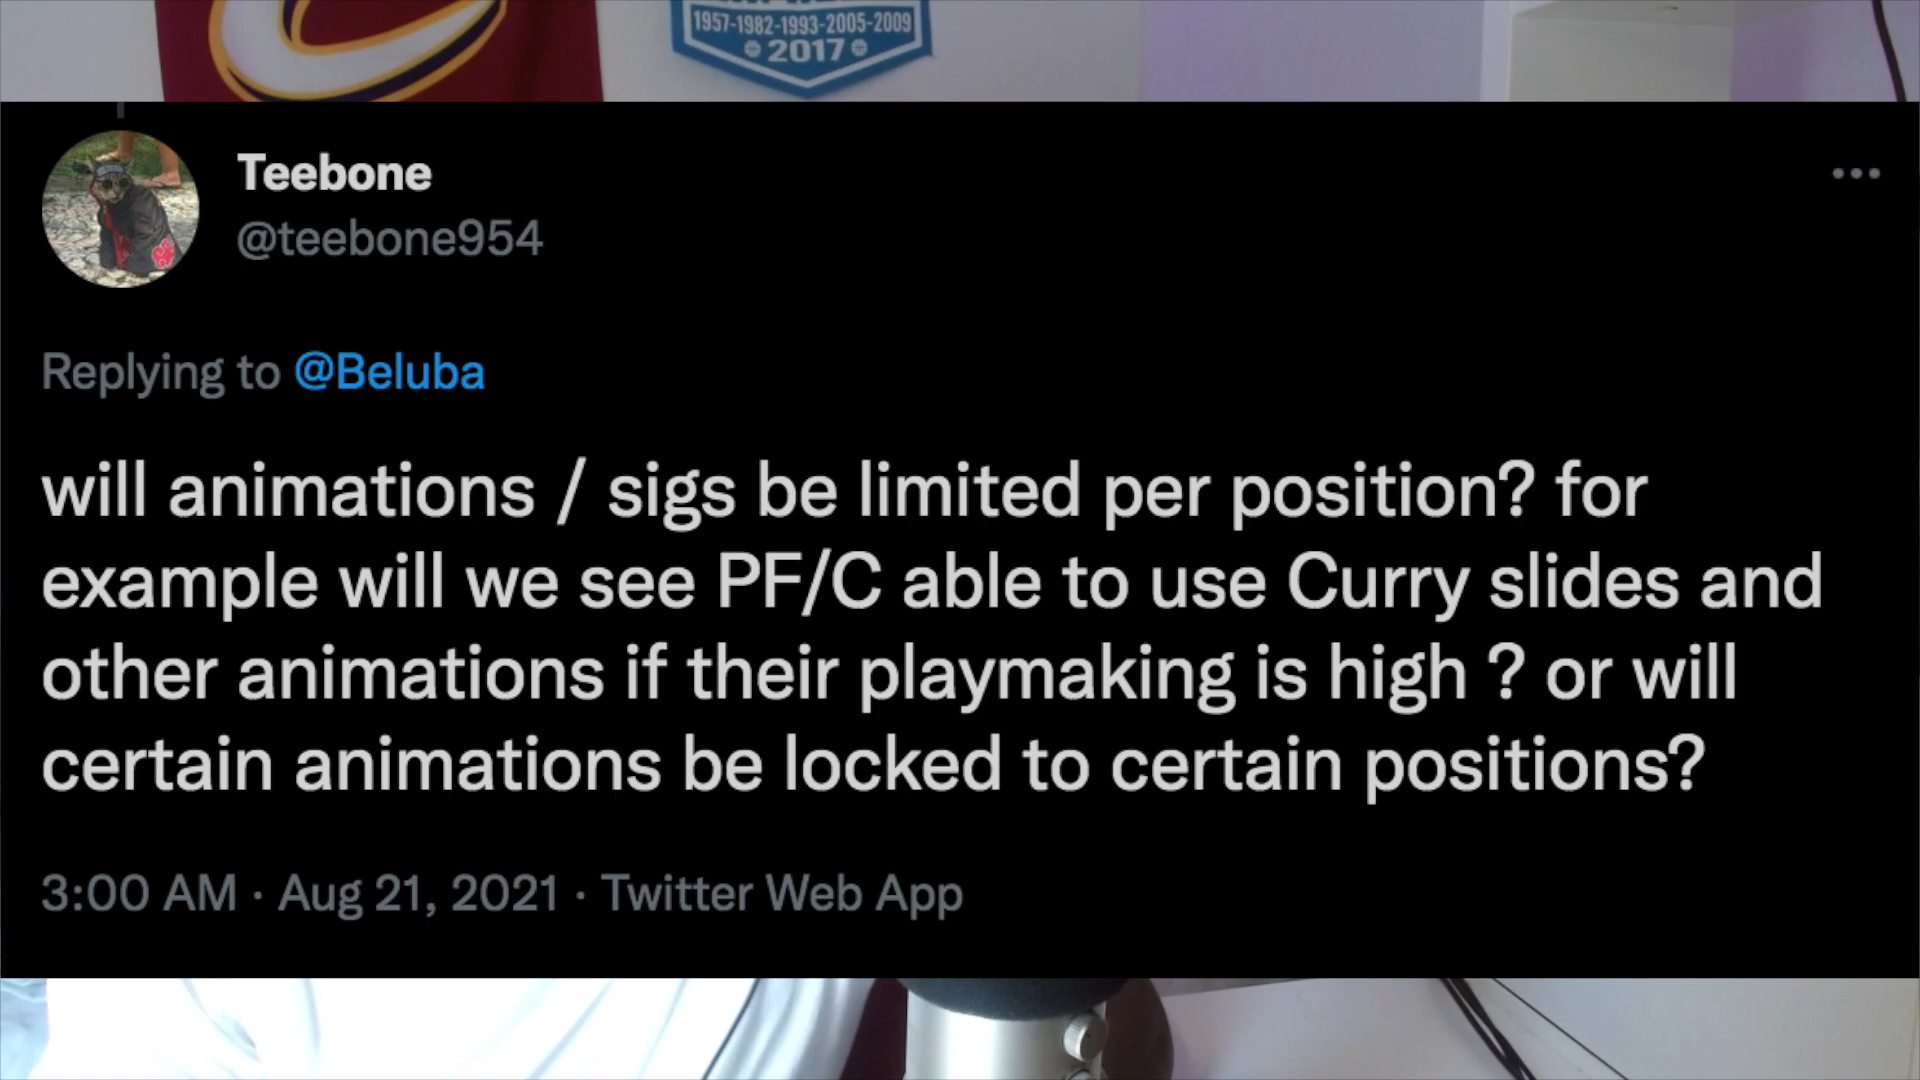 1957-1982-1993-2005-2009
2017
Teebone
@teebone954
Replying to @Beluba
will animations / sigs be limited per position? for
example will we see PF/C able to use Curry slides and
other animations if their playmaking is high ? or will
certain animations be locked to certain positions?
3:00 AM · Aug 21, 2021 · Twitter Web App